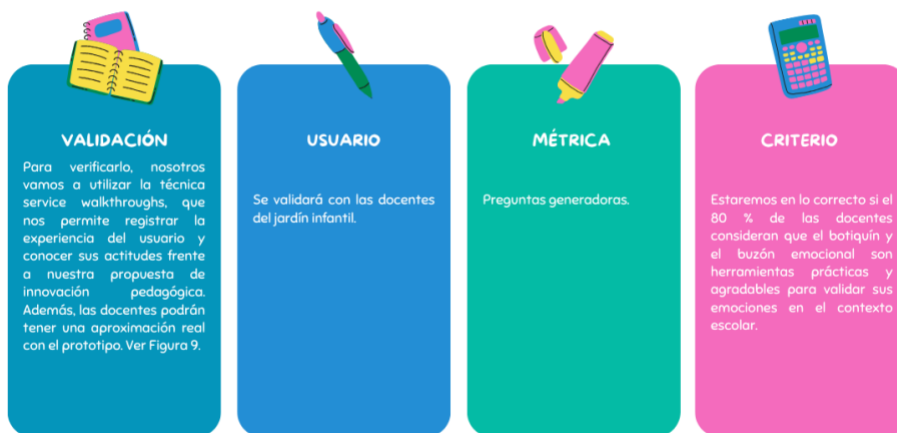 VALIDACIÓN
Para verificarlo, nosotros
vamos a utilizar la técnica
service walkthroughs, que
nos permite registrar la
experiencia del usuario y
conocer sus actitudes frente
a nuestra propuesta de
innovación pedagógica.
Además, las docentes podrán
tener una aproximación real
con el prototipo. Ver Figura 9.
USUARIO
Se validará con las docentes
del jardín infantil.
MÉTRICA
Preguntas generadoras.
CRITERIO
Estaremos en lo correcto si el
80 % de las docentes
consideran que el botiquín y
el buzón emocional son
herramientas prácticas y
agradables para validar sus
emociones en el contexto
escolar.